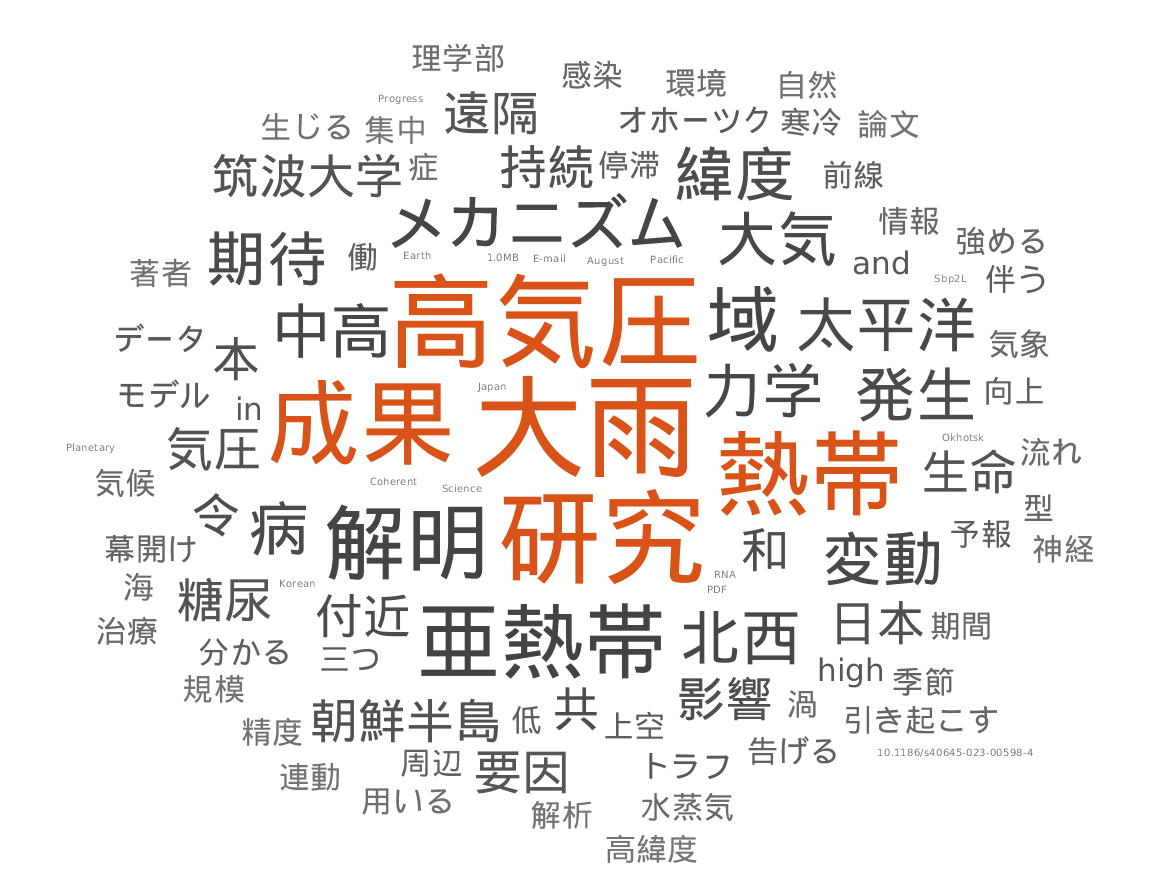 理学部
感染 環境 自然
Progress 遠隔 オホーツク 寒冷 論文
生じる 集中
筑波大学 症 持続 停滞 緯度 前線
メカニズム 大気 情報 強める
期待 働 Earth 1.0MB E-mail August Pacific and
著者 Sbp2L 伴う
中高 高気圧 域 太平洋 気象
データ 本
モデル in 成果 Japan 大雨 力学 発生 向上
Planetary 気圧 熱帯 Okhotsk 生命 流れ
気候 Coherent Science
令 病 解明 研究 和 変動 予報 型 神経
幕開け
海 糖尿 Korean RNA
PDF
治療 付近 亜熱帯 北西 日本 期間
分かる 三つ high 季節
規模 朝鮮半島 低 共 上空 影響 渦 引き起こす
精度 告げる 10.1186/s40645-023-00598-4
連動 周辺 要因 トラフ
用いる 解析 水蒸気
高緯度